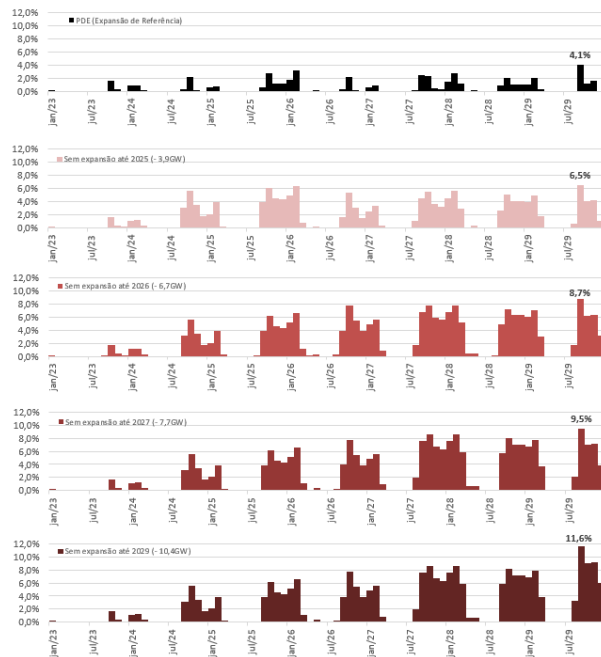 12,0%
10,0%
8,0%
6,0%
4,0%
2,0%
0,0%
PDE (Expansão de Referência)
4,1%
jan/23
jul/23
jan/24
jul/24
jan/25
jul/25
jan/26
jul/26
jan/27
jul/27
jan/28
jul/28
jan/29
jul/29
12,0%
10,0%
8,0%
6,0%
4,0%
2,0%
0,0%
Sem expansão até 2025 (- 3,9GW)
6,5%
jan/23
jul/23
jan/24
jul/24
jan/25
jul/25
jan/26
jul/26
jan/27
jul/27
jan/28
jul/28
jan/29
jul/29
12,0%
10,0%
8,0%
6,0%
4,0%
2,0%
0,0%
Sem expansão até 2026 (- 6,7GW)
8,7%
jan/23
jul/23
jan/24
jul/24
jan/25
jul/25
jan/26
jul/26
jan/27
jul/27
jan/28
jul/28
jan/29
jul/29
12,0%
10,0%
8,0%
6,0%
4,0%
2,0%
0,0%
Sem expansão até 2027 (- 7,7GW)
9,5%
jan/23
jul/23
jan/24
jul/24
jan/25
jul/25
jan/26
jul/26
jan/27
jul/27
jan/28
jul/28
jan/29
jul/29
12,0%
10,0%
8,0%
6,0%
4,0%
2,0%
0,0%
Sem expansão até 2029 (- 10,4GW)
11,6%
jan/23
jul/23
jan/24
jul/24
jan/25
jul/25
jan/26
jul/26
jan/27
jul/27
jan/28
jul/28
jan/29
jul/29